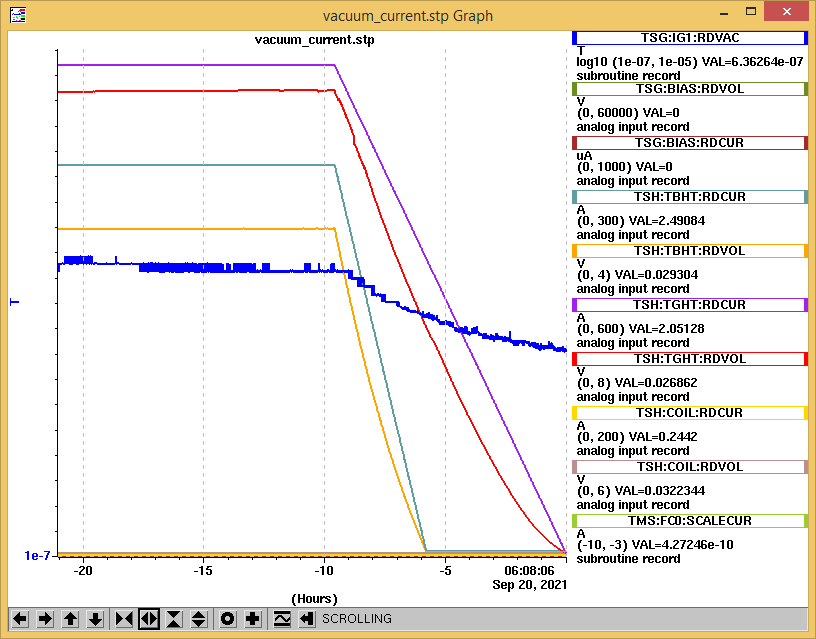 vacuum_current.stp Graph
vacuum_current.stp
T
1e-7
-20
-15
-10
-5
06:08:06
Sep 20, 2021
(Hours)
TSG:IG1:RDVAC
T
log10 (1e-07, 1e-05) VAL=6.36264e-07
subroutine record
TSG:BIAS:RDVOL
V
(0, 60000) VAL=0
analog input record
TSG:BIAS:RDCUR
uA
(0, 1000) VAL=0
analog input record
TSH:TBHT:RDCUR
A
(0, 300) VAL=2.49084
analog input record
TSH:TBHT:RDVOL
V
(0, 4) VAL=0.029304
analog input record
TSH:TGHT:RDCUR
A
(0, 600) VAL=2.05128
analog input record
TSH:TGHT:RDVOL
V
(0, 8) VAL=0.026862
analog input record
TSH:COIL:RDCUR
A
(0, 200) VAL=0.2442
analog input record
TSH:COIL:RDVOL
V
(0, 6) VAL=0.0322344
analog input record
TMS:FC0:SCALECUR
A
(-10, -3) VAL=4.27246e-10
subroutine record
SCROLLING